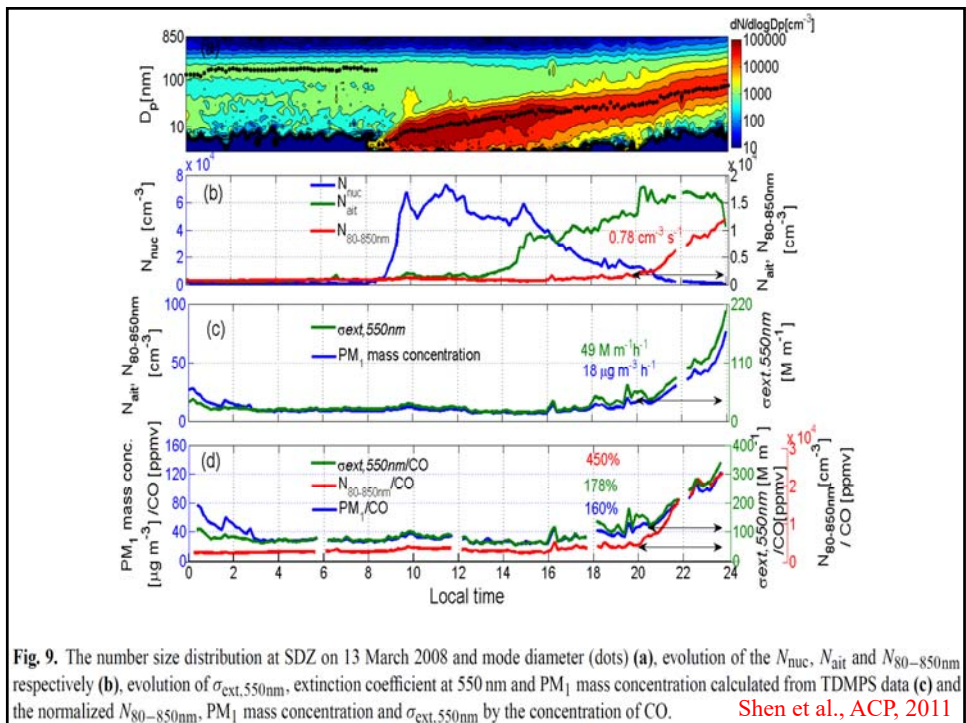 dN/dlogDp[cm⁻³]
850
100
10
Dₚ[nm]
(a)
100000
10000
1000
100
10
x 10⁴
8
6
4
2
0
N_nuc [cm⁻³]
(b)
N_nuc
N_ait
N_80-850nm
0.78 cm⁻³ s⁻¹
x 10⁴
2
1.5
1
0.5
0
N_ait, N_80-850nm
[cm⁻³]
N_ait, N_80-850nm
[cm⁻³]
100
50
0
(c)
σext,550nm
PM₁ mass concentration
49 M m⁻¹h⁻¹
18 μg m⁻³ h⁻¹
220
110
0
σext,550nm
[M m⁻¹]
PM₁ mass conc.
[μg m⁻³] /CO [ppmv]
160
120
80
40
0
(d)
σext,550nm/CO
N_80-850nm/CO
PM₁/CO
450%
178%
160%
400
300
200
100
0
σext,550nm [M m⁻¹]
/CO[ppmv]
x 10⁴
3
2
1
0
N_80-850nm[cm⁻³]
/ CO [ppmv]
0 2 4 6 8 10 12 14 16 18 20 22 24
Local time
Fig. 9. The number size distribution at SDZ on 13 March 2008 and mode diameter (dots) (a), evolution of the N_nuc, N_ait and N_80−850nm
respectively (b), evolution of σ_ext,550nm, extinction coefficient at 550 nm and PM₁ mass concentration calculated from TDMPS data (c) and
the normalized N_80−850nm, PM₁ mass concentration and σ_ext,550nm by the concentration of CO.
Shen et al., ACP, 2011